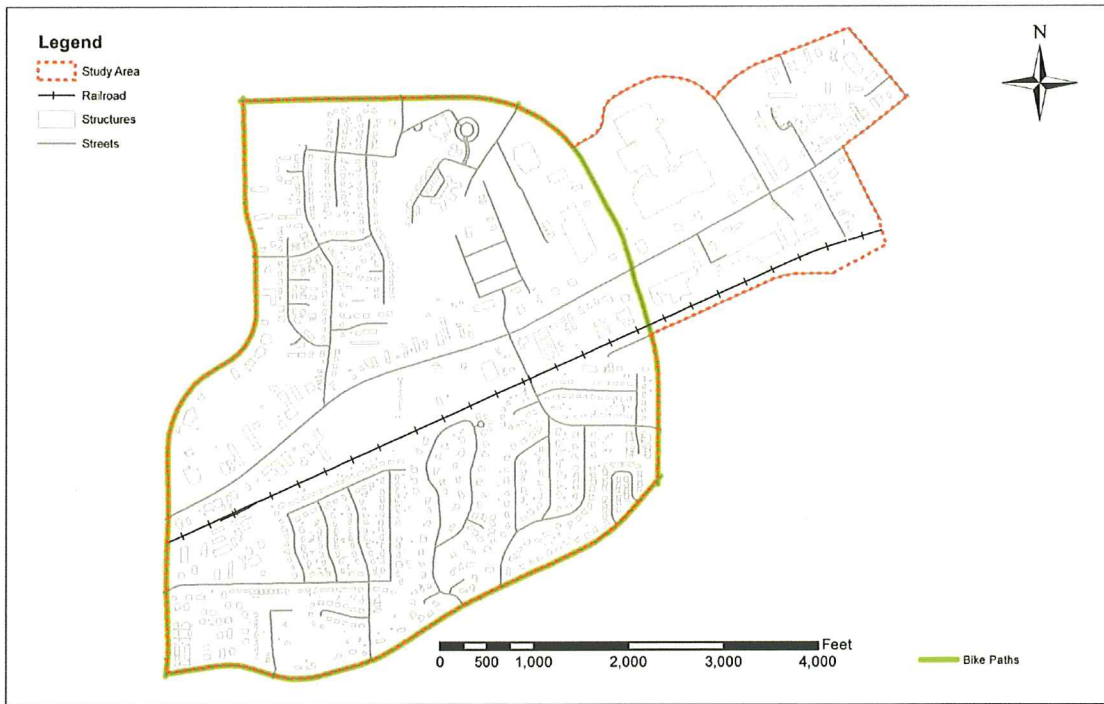 Legend
Study Area
Railroad
Structures
Streets
N
Feet
0 500 1,000 2,000 3,000 4,000
Bike Paths